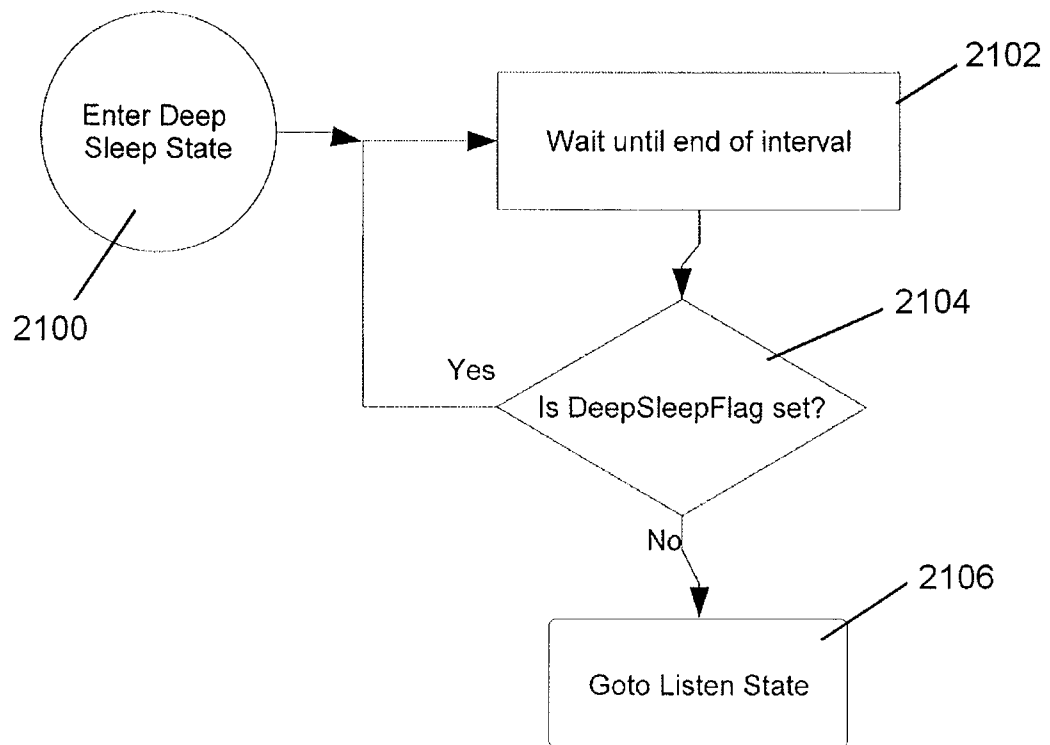 Enter Deep
Sleep State
2100
Wait until end of interval
2102
Is DeepSleepFlag set?
2104
Yes
No
Goto Listen State
2106